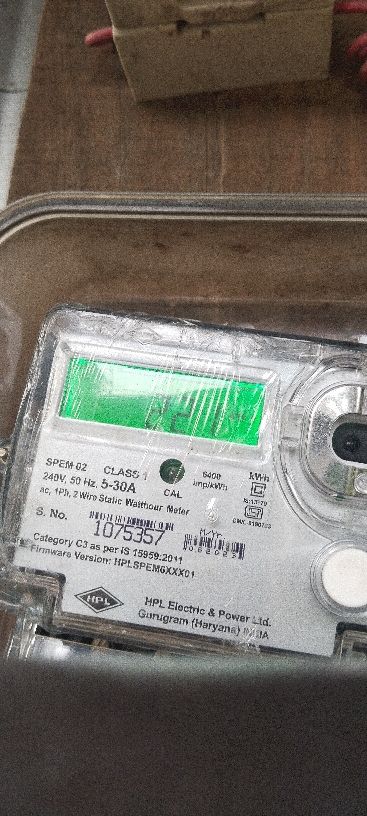 SPEM 02 CLASS 1
240V, 50 Hz. 5-30A
ac, 1Ph, 2 Wire Static Watthour Meter
CAL
6400
imp/kWh
kWh
S. No.
1075357
M/Yr.
Category C3 as per IS 15959:2011
Firmware Version: HPLSPEM6XXX01
HPL
HPL Electric & Power Ltd.
Gurugram (Haryana) INDIA